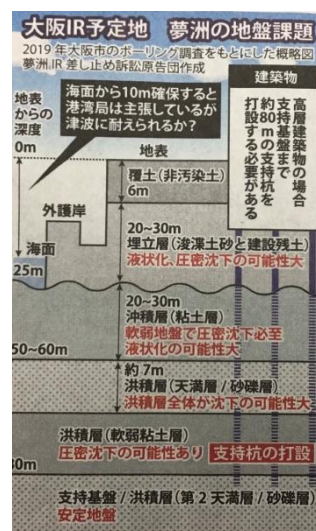 大阪IR予定地 夢洲の地盤課題
2019年大阪市のボーリング調査をもとにした概略図
夢洲IR差し止め訴訟原告団作成
海面から10m確保すると
港湾局は主張しているが
津波に耐えられるか？
建築物
高層建築物の場合
支持基盤まで
約80mの支持杭を
打設する必要がある
地表
からの
深度
0m
地表
覆土（非汚染土）
6m
外護岸
海面
25m
20~30m
埋立層（浚渫土砂と建設残土）
液状化、圧密沈下の可能性大
20~30m
沖積層（粘土層）
軟弱地盤で圧密沈下必至
液状化の可能性大
50~60m
約7m
洪積層（天満層/砂礫層）
洪積層全体が沈下の可能性大
洪積層（軟弱粘土層）
圧密沈下の可能性あり
支持杭の打設
80m
支持基盤/洪積層（第2天満層/砂礫層）
安定地盤